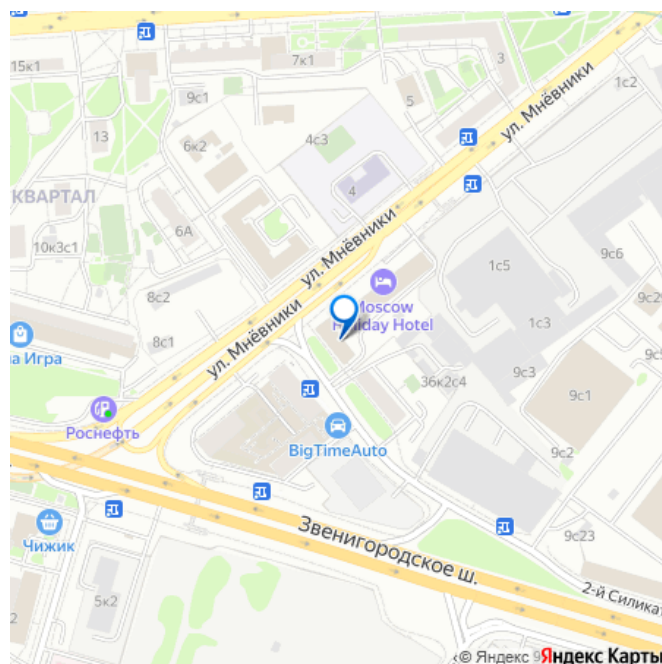 15к1
7к1
3
1с2
9с1
5
ул. Мнёвники
13
4с3
6к2
4
КВАРТАЛ
6А
ул. Мнёвники
9с6
10к3с1
1с5
8с2
Moscow
Holiday Hotel
9с2
1с3
ул. Мнёвники
8с1
на Игра
36к2с4
9с3
9с1
Роснефть
BigTimeAuto
9с2
Звенигородское ш.
9с23
Чижик
5к2
2-й Силикат
© Яндекс
Яндекс Карты